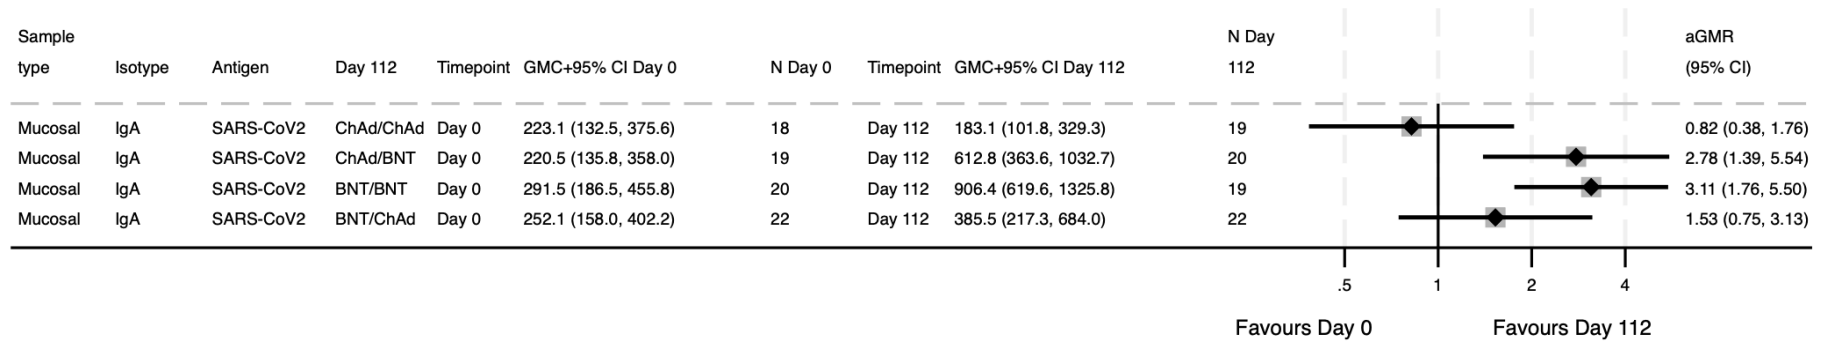 Sample N Day aGMR
type Isotype Antigen Day 112 Timepoint GMC+95% CI Day 0 N Day 0 Timepoint GMC+95% CI Day 112 112 (95% CI)
Mucosal IgA SARS-CoV2 ChAd/ChAd Day 0 223.1 (132.5, 375.6) 18 Day 112 183.1 (101.8, 329.3) 19 0.82 (0.38, 1.76)
Mucosal IgA SARS-CoV2 ChAd/BNT Day 0 220.5 (135.8, 358.0) 19 Day 112 612.8 (363.6, 1032.7) 20 2.78 (1.39, 5.54)
Mucosal IgA SARS-CoV2 BNT/BNT Day 0 291.5 (186.5, 455.8) 20 Day 112 906.4 (619.6, 1325.8) 19 3.11 (1.76, 5.50)
Mucosal IgA SARS-CoV2 BNT/ChAd Day 0 252.1 (158.0, 402.2) 22 Day 112 385.5 (217.3, 684.0) 22 1.53 (0.75, 3.13)
.5 1 2 4
Favours Day 0 Favours Day 112